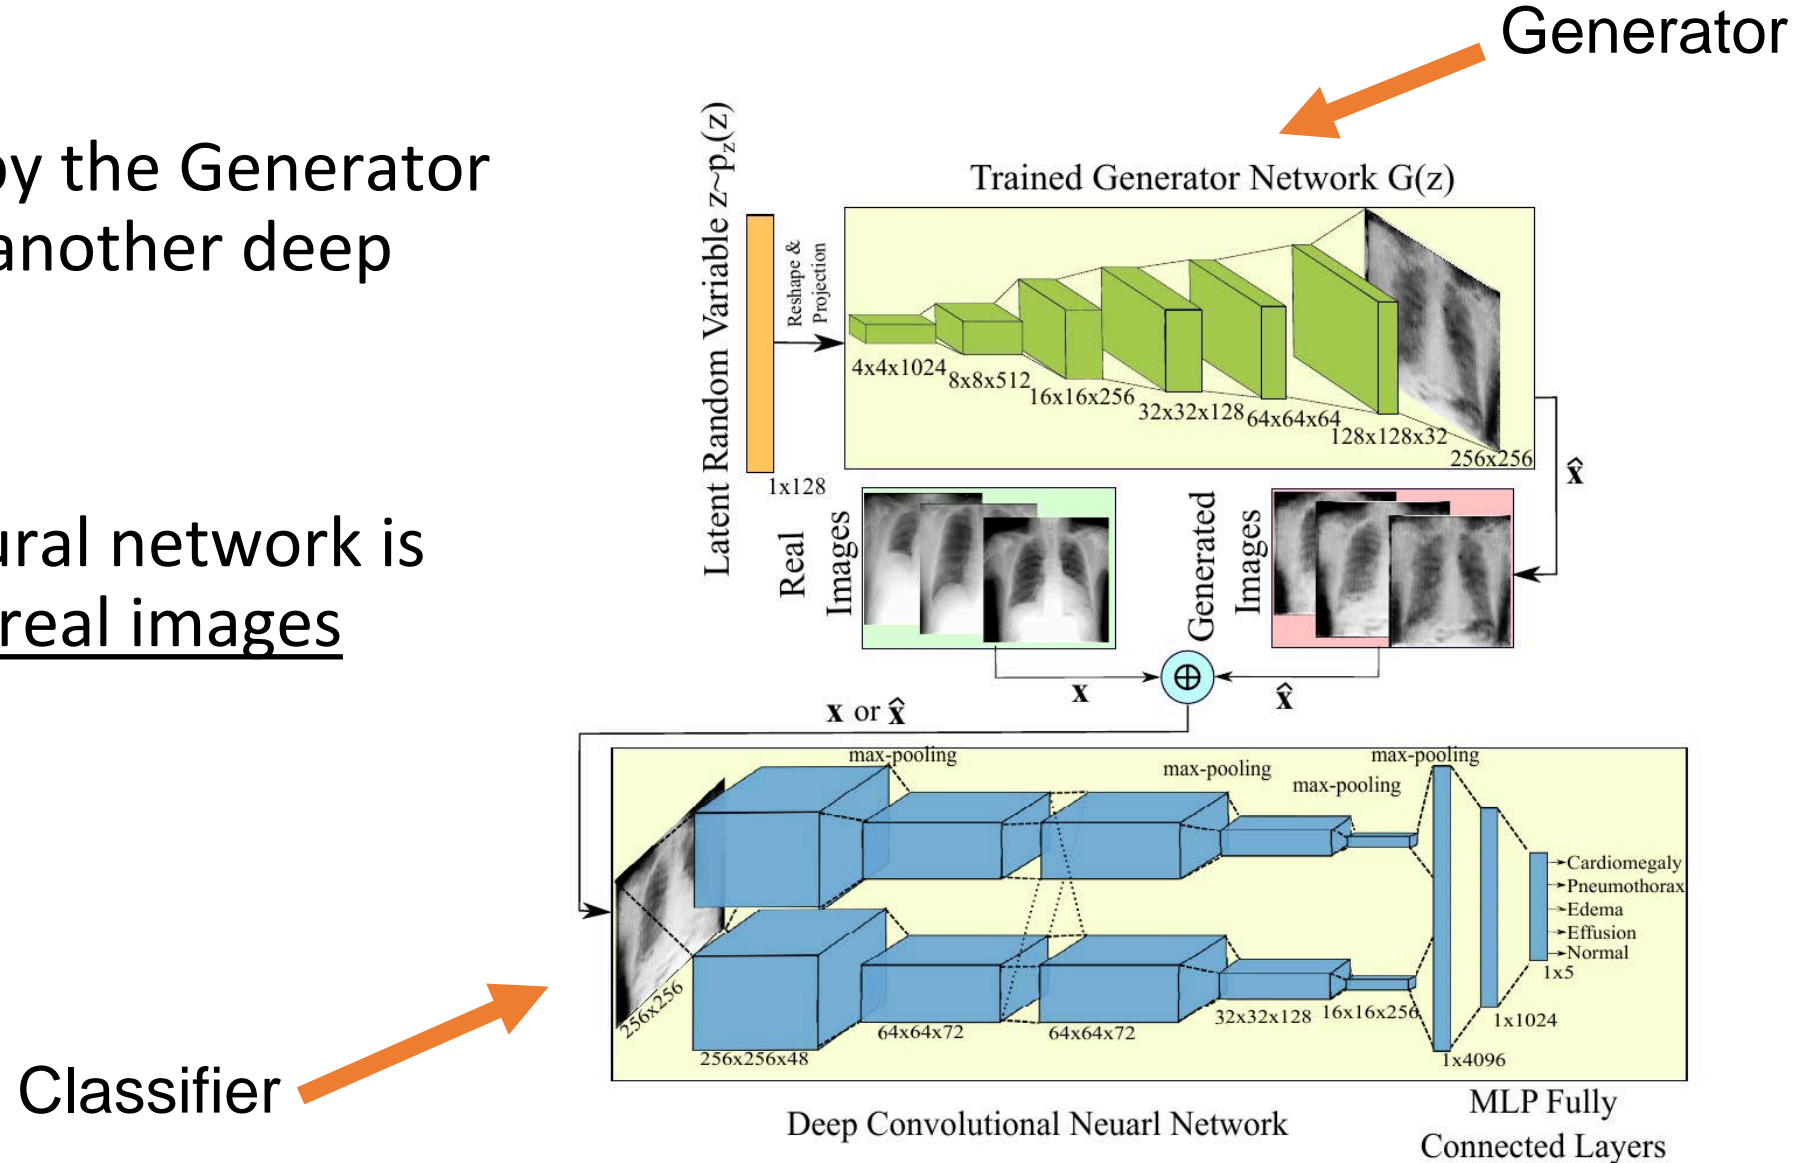 Generator
by the Generator
another deep
ural network is
real images
Trained Generator Network G(z)
Latent Random Variable z~p_z(z)
Reshape &
Projection
1x128
4x4x1024
8x8x512
16x16x256
32x32x128
64x64x64
128x128x32
256x256
x̂
Real
Images
Generated
Images
x
⊕
x̂
x or x̂
max-pooling
max-pooling
max-pooling
max-pooling
256x256
256x256x48
64x64x72
64x64x72
32x32x128
16x16x256
1x4096
1x1024
1x5
Cardiomegaly
Pneumothorax
Edema
Effusion
Normal
Classifier
Deep Convolutional Neuarl Network
MLP Fully
Connected Layers